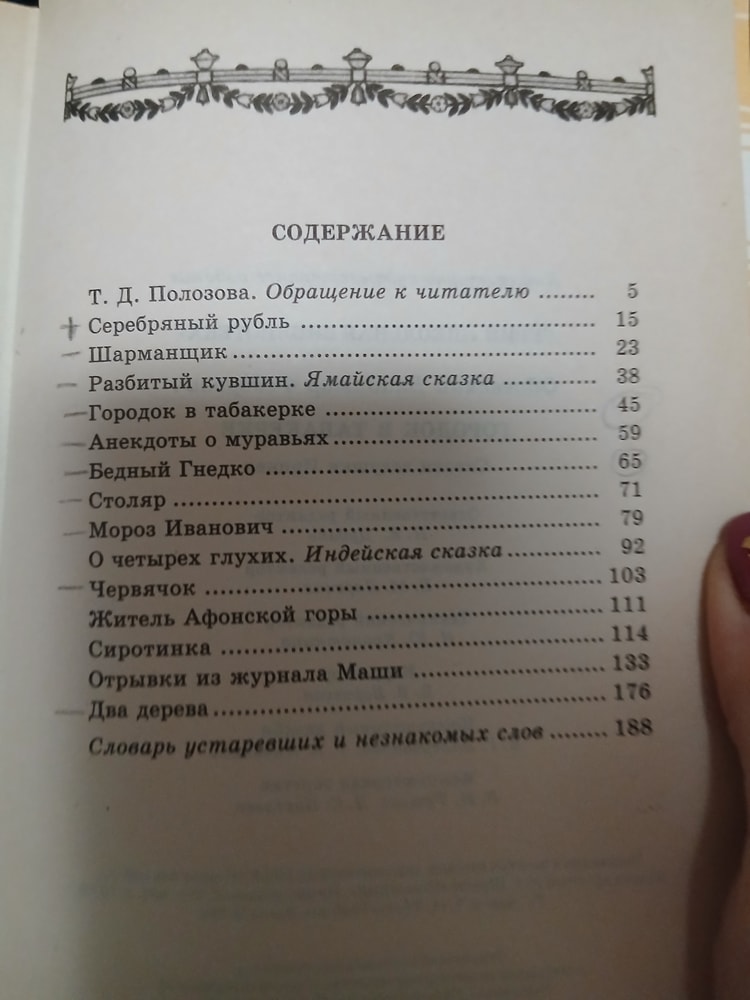 СОДЕРЖАНИЕ
Т. Д. Полозова. Обращение к читателю ........ 5
Серебряный рубль ........ 15
Шарманщик ........ 23
Разбитый кувшин. Ямайская сказка ........ 38
Городок в табакерке ........ 45
Анекдоты о муравьях ........ 59
Бедный Гнедко ........ 65
Столяр ........ 71
Мороз Иванович ........ 79
О четырех глухих. Индейская сказка ........ 92
Червячок ........ 103
Житель Афонской горы ........ 111
Сиротинка ........ 114
Отрывки из журнала Маши ........ 133
Два дерева ........ 176
Словарь устаревших и незнакомых слов ........ 188